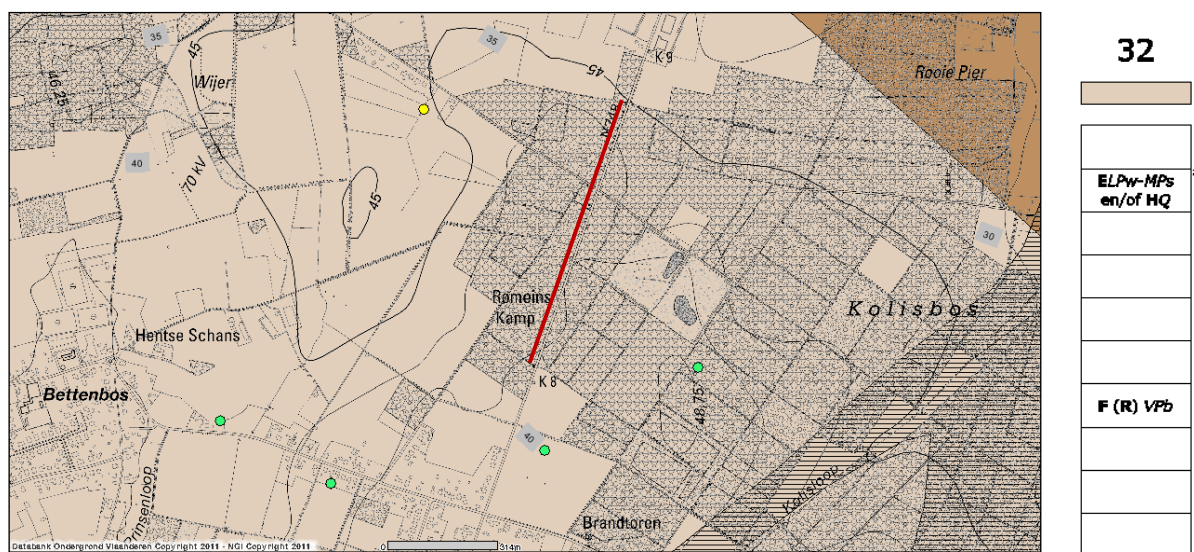 35
45
35
K 9
45
Rooie Pier
Wijer
46.25
40
70 kV
45
30
Romeins
Kamp
Kolisbos
Hentse Schans
K 8
Bettenbos
48.75
40
Prinsenloop
Kolisloop
Brandtoren
Databank Ondergrond Vlaanderen Copyright 2011 - NGI Copyright 2011
0 314m
32
ELPw-MPs
en/of HQ
F (R) VPb